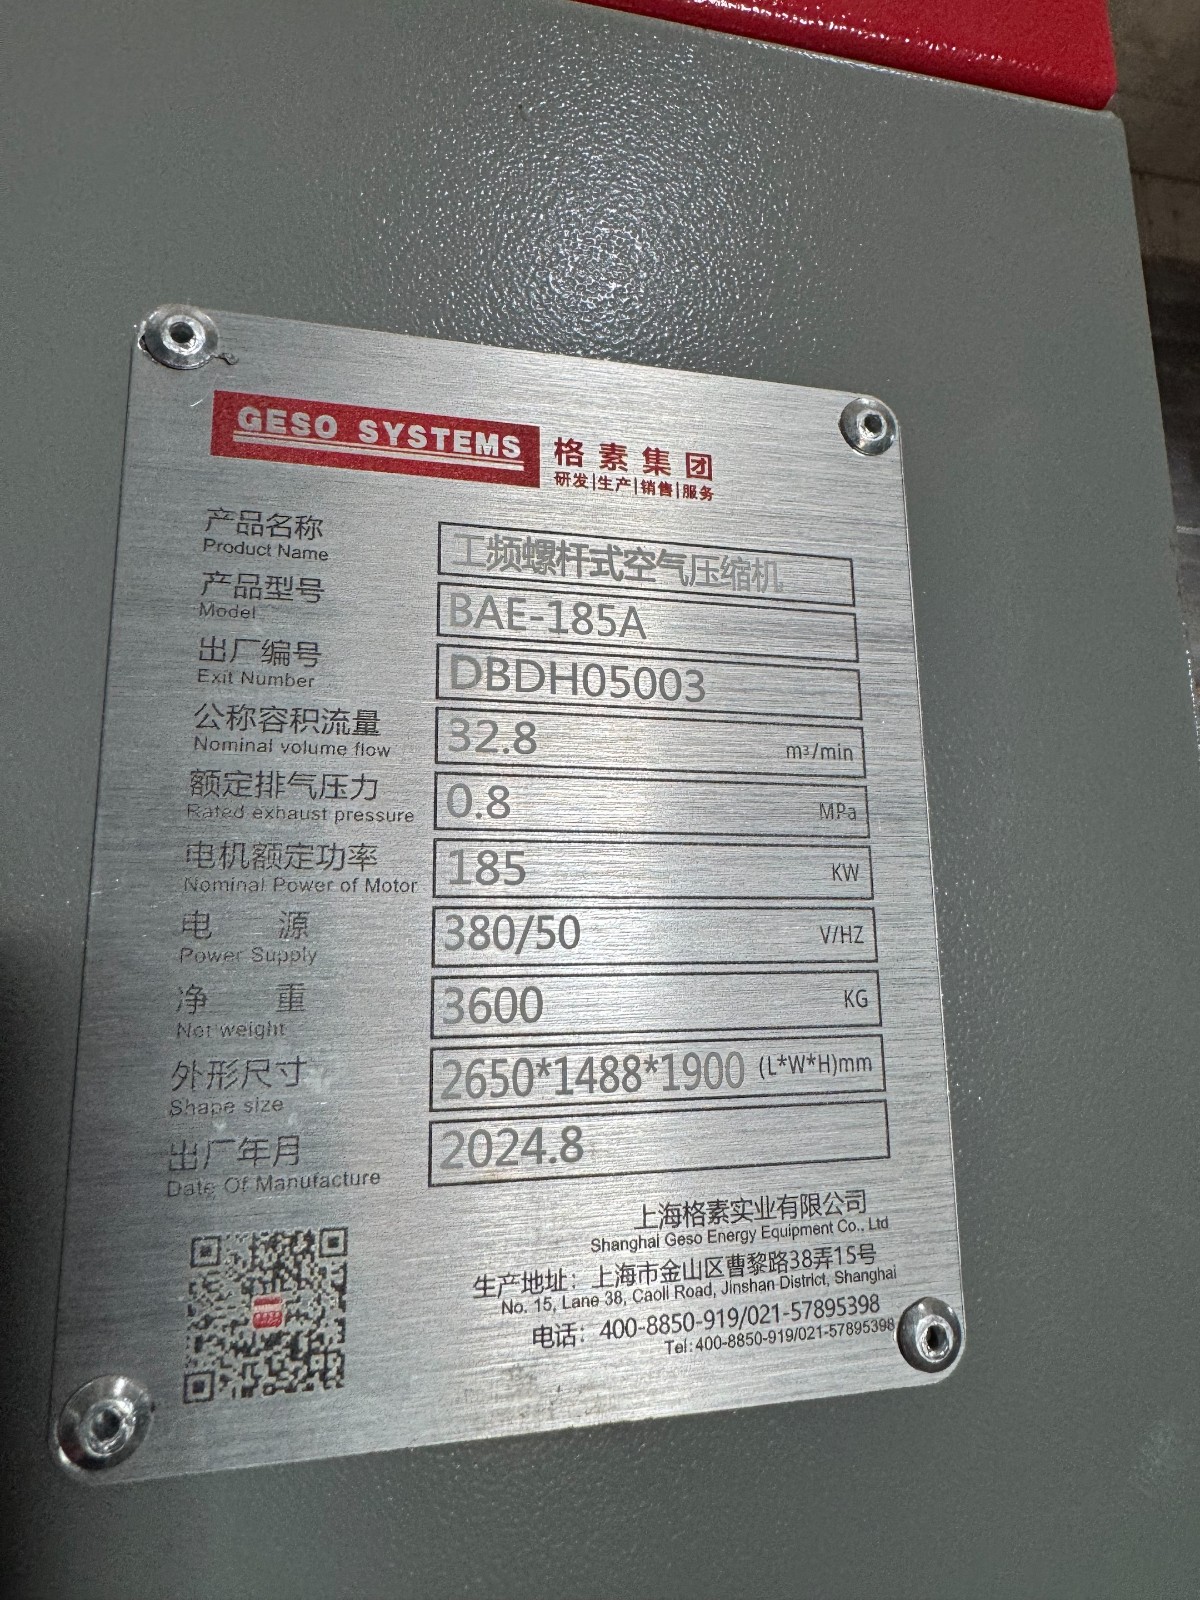 GESO SYSTEMS 格素集团
研发|生产|销售|服务
产品名称 工频螺杆式空气压缩机
Product Name
产品型号 BAE-185A
Model
出厂编号 DBDH05003
Exit Number
公称容积流量 32.8 m³/min
Nominal volume flow
额定排气压力 0.8 MPa
Rated exhaust pressure
电机额定功率 185 KW
Nominal Power of Motor
电 源 380/50 V/HZ
Power Supply
净 重 3600 KG
Net weight
外形尺寸 2650*1488*1900 (L*W*H)mm
Shape size
出厂年月 2024.8
Date Of Manufacture
上海格素实业有限公司
Shanghai Geso Energy Equipment Co., Ltd
生产地址：上海市金山区曹黎路38弄15号
No. 15, Lane 38, Caoli Road, Jinshan District, Shanghai
电话：400-8850-919/021-57895398
Tel:400-8850-919/021-57895398